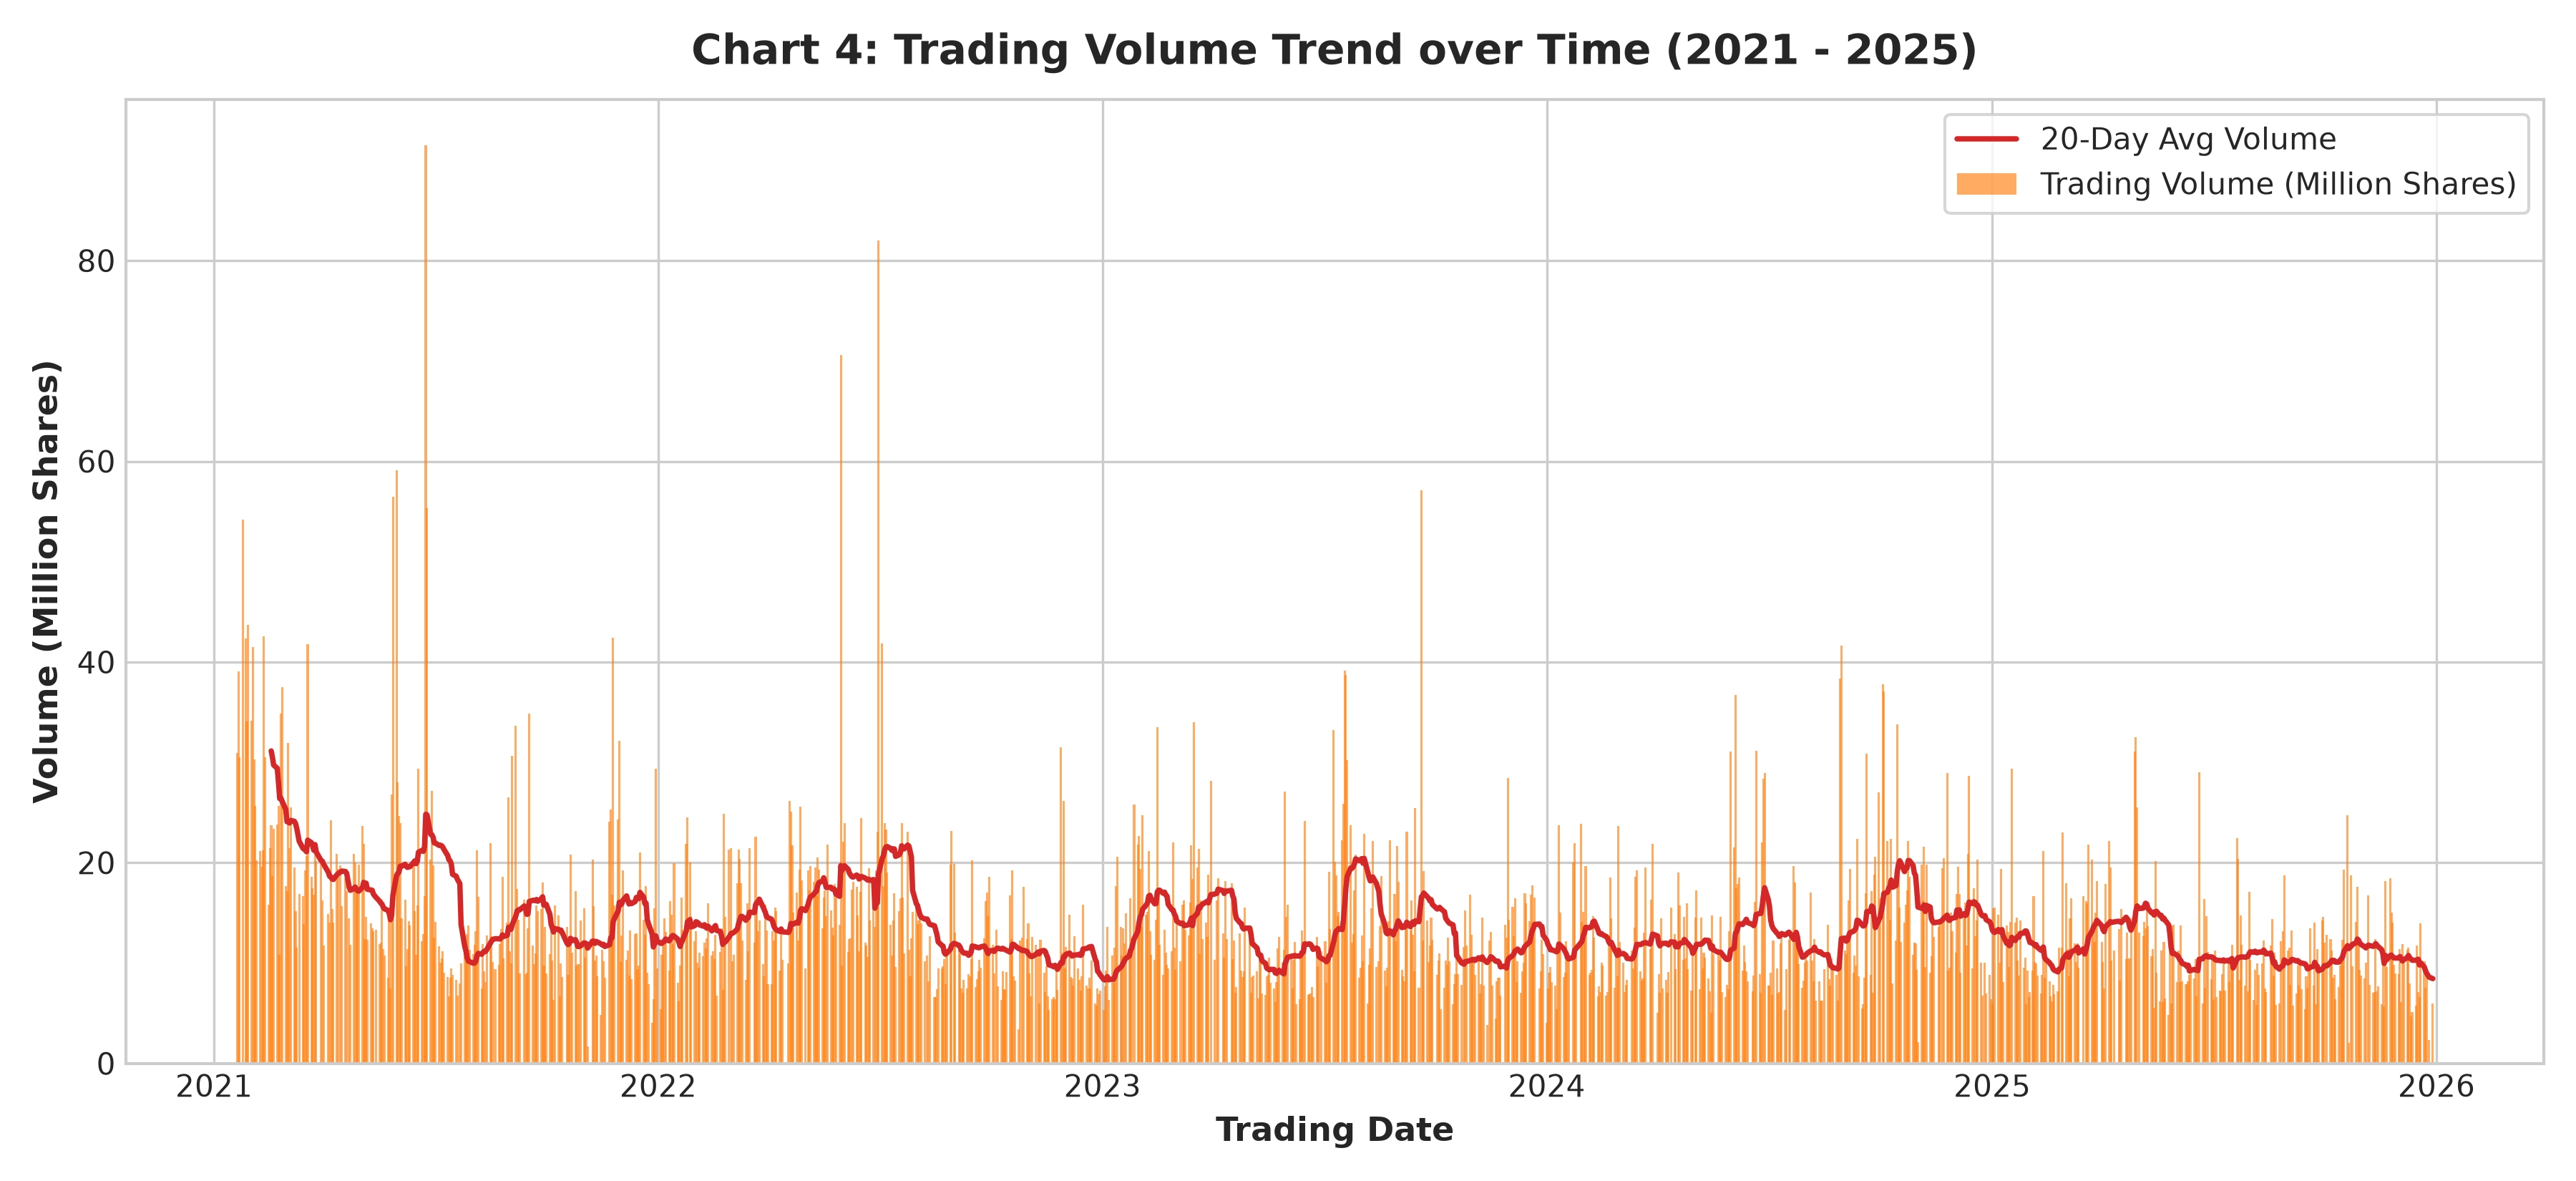 Chart 4: Trading Volume Trend over Time (2021 - 2025)
20-Day Avg Volume
Trading Volume (Million Shares)
Volume (Million Shares)
80
60
40
20
0
2021 2022 2023 2024 2025 2026
Trading Date